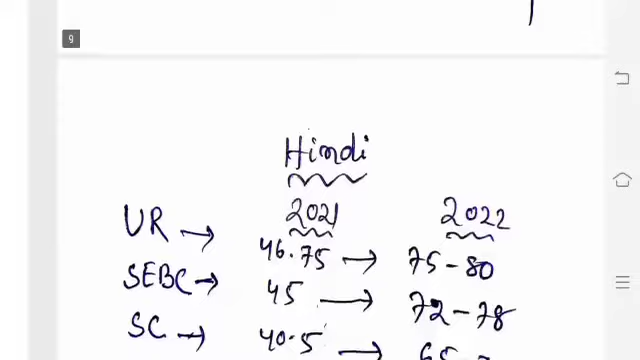 9
Hindi
2021 2022
UR → 46.75 → 75-80
SEBC → 45 → 72-78
SC → 40.5 →